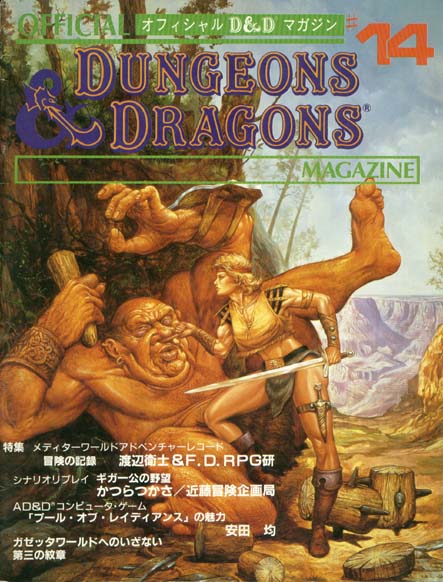 OFFICIAL オフィシャル D&D マガジン #14
DUNGEONS
& DRAGONS®
MAGAZINE
特集 メディターワールドアドベンチャーレコード
冒険の記録 渡辺衛士&F.D.RPG研
シナリオリプレイ ギガー公の野望
かつらつかさ/近藤冒険企画局
AD&D®コンピュータ・ゲーム
「プール・オブ・レイディアンス」の魅力
安田 均
ガゼッタワールドへのいざない
第三の紋章